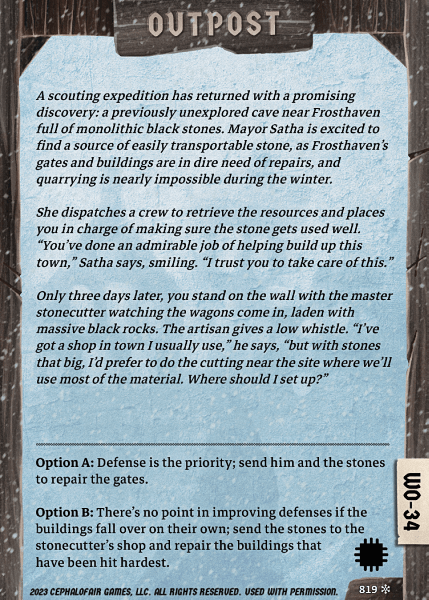 OUTPOST
A scouting expedition has returned with a promising
discovery: a previously unexplored cave near Frosthaven
full of monolithic black stones. Mayor Satha is excited to
find a source of easily transportable stone, as Frosthaven's
gates and buildings are in dire need of repairs, and
quarrying is nearly impossible during the winter.
She dispatches a crew to retrieve the resources and places
you in charge of making sure the stone gets used well.
“You've done an admirable job of helping build up this
town,” Satha says, smiling. “I trust you to take care of this.”
Only three days later, you stand on the wall with the master
stonecutter watching the wagons come in, laden with
massive black rocks. The artisan gives a low whistle. “I've
got a shop in town I usually use,” he says, “but with stones
that big, I'd prefer to do the cutting near the site where we'll
use most of the material. Where should I set up?”
Option A: Defense is the priority; send him and the stones
to repair the gates.
Option B: There's no point in improving defenses if the
buildings fall over on their own; send the stones to the
stonecutter's shop and repair the buildings that
have been hit hardest.
WO-34
2023 CEPHALOFAIR GAMES, LLC. ALL RIGHTS RESERVED. USED WITH PERMISSION.
819